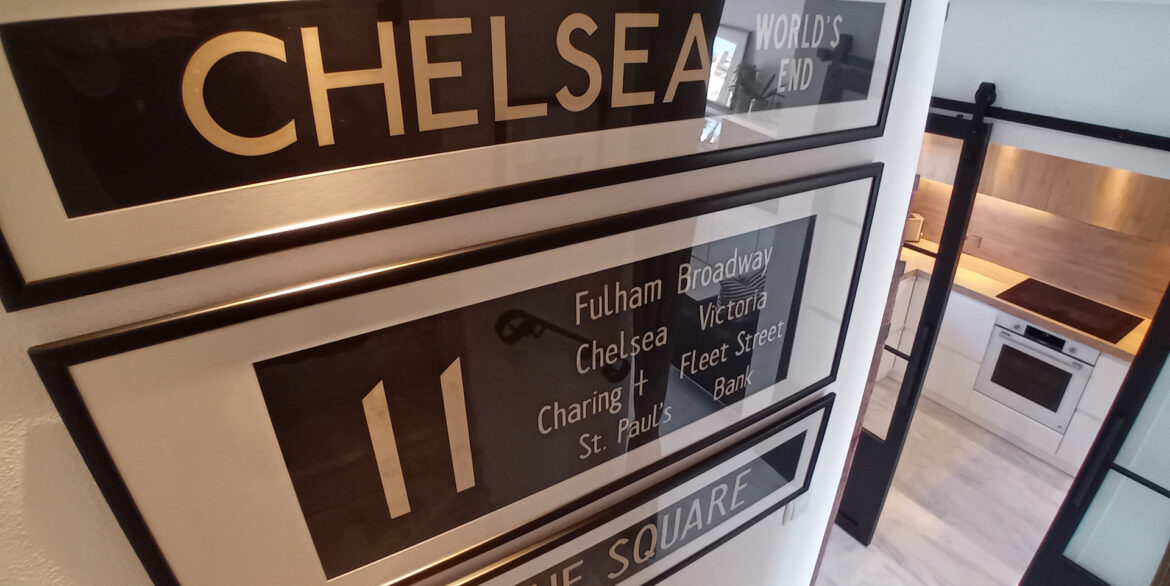 CHELSEA WORLD'S
END
11
Fulham Broadway
Chelsea Victoria
Charing + Fleet Street
St. Paul's Bank
SQUARE